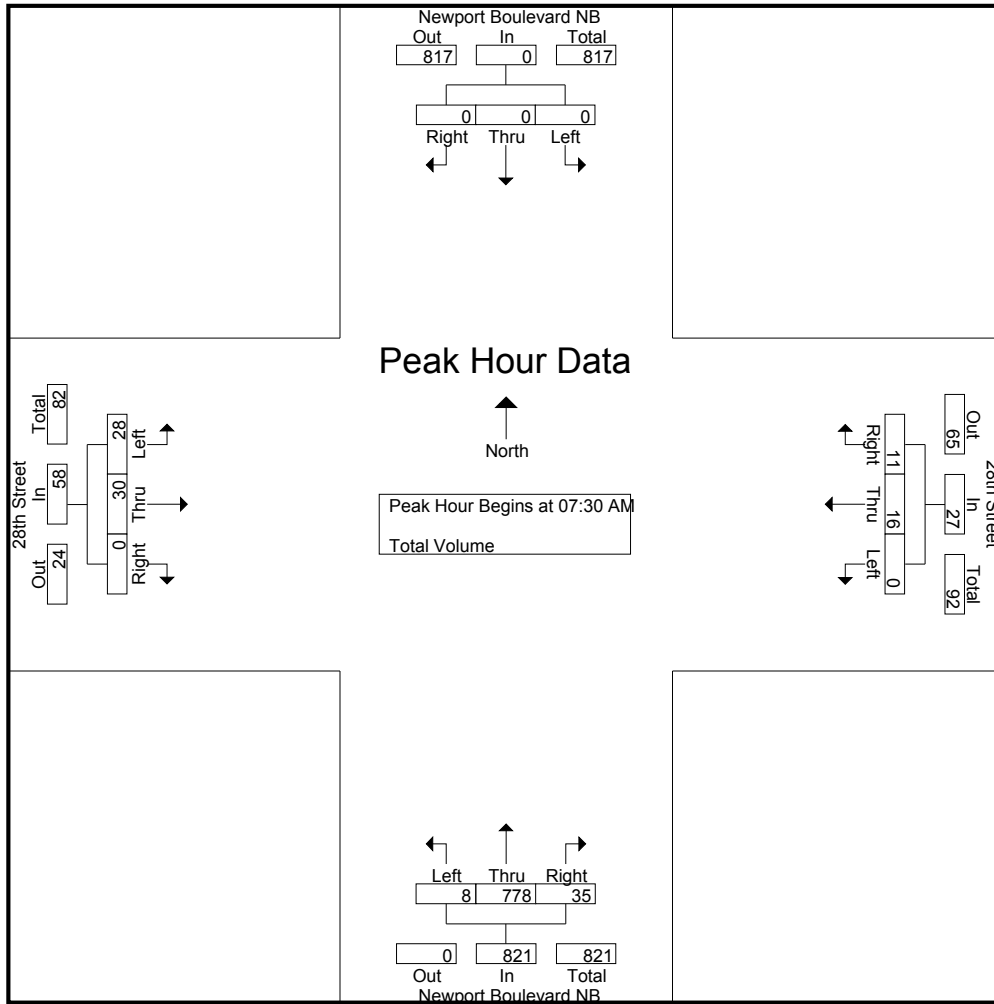 Newport Boulevard NB
Out In Total
817 0 817
0 0 0
Right Thru Left
Peak Hour Data
North
Peak Hour Begins at 07:30 AM
Total Volume
28th Street
Total In Out
82 58 24
28 30 0
Left Thru Right
Right Thru Left
11 16 0
65 27 92
Out In Total
28th Street
Left Thru Right
8 778 35
0 821 821
Out In Total
Newport Boulevard NB